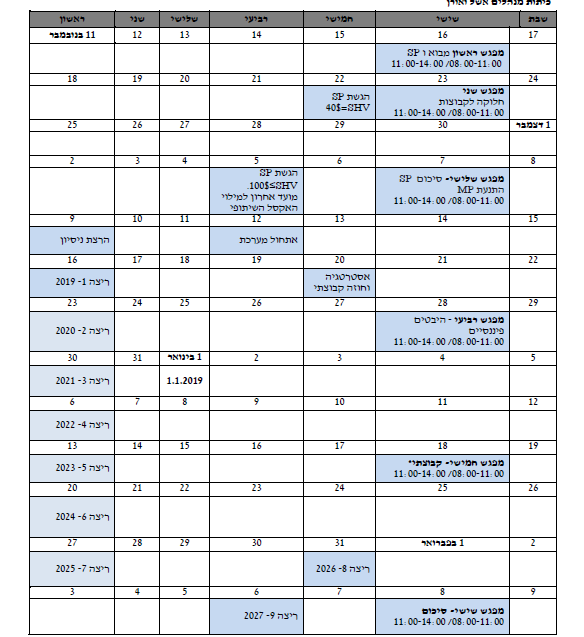 כיתות מנהלים אשל ואורן
ראשון שני שלישי רביעי חמישי שישי שבת
11 בנובמבר 12 13 14 15 16 17
מפגש ראשון מבוא ו SP
11:00-14:00 /08:00-11:00
18 19 20 21 22 23 24
הגשת SP
40$=SHV
מפגש שני
חלוקה לקבוצות
11:00-14:00 /08:00-11:00
25 26 27 28 29 30 1 דצמבר
2 3 4 5 6 7 8
הגשת SP
100$≤SHV.
מועד אחרון למילוי
האקסל השיתופי
מפגש שלישי- סיכום SP
התנעת MP
11:00-14:00 /08:00-11:00
9 10 11 12 13 14 15
הרצת ניסיון
אתחול מערכת
16 17 18 19 20 21 22
ריצה 1- 2019
אסטרטגיה
וחוזה קבוצתי
23 24 25 26 27 28 29
ריצה 2- 2020
מפגש רביעי - היבטים
פיננסיים
11:00-14:00 /08:00-11:00
30 31 1 בינואר 2 3 4 5
ריצה 3- 2021
1.1.2019
6 7 8 9 10 11 12
ריצה 4- 2022
13 14 15 16 17 18 19
ריצה 5- 2023
מפגש חמישי- קבוצתי*
11:00-14:00 /08:00-11:00
20 21 22 23 24 25 26
ריצה 6- 2024
27 28 29 30 31 1 בפברואר 2
ריצה 7- 2025
ריצה 8- 2026
3 4 5 6 7 8 9
ריצה 9- 2027
מפגש שישי- סיכום
11:00-14:00 /08:00-11:00